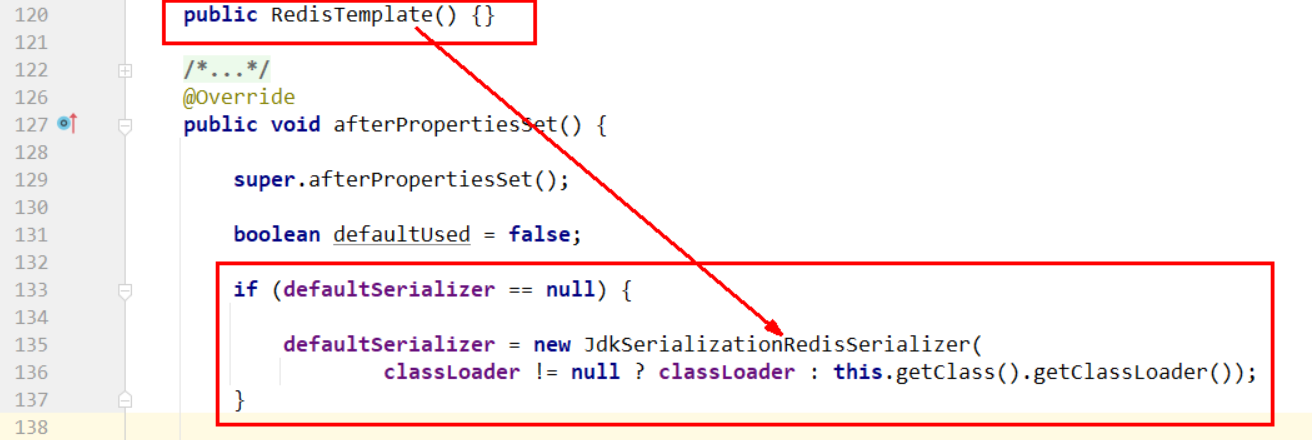 120 public RedisTemplate() {}
121
122 /*...*/
126 @Override
127 public void afterPropertiesSet() {
128
129 super.afterPropertiesSet();
130
131 boolean defaultUsed = false;
132
133 if (defaultSerializer == null) {
134
135 defaultSerializer = new JdkSerializationRedisSerializer(
136 classLoader != null ? classLoader : this.getClass().getClassLoader());
137 }
138